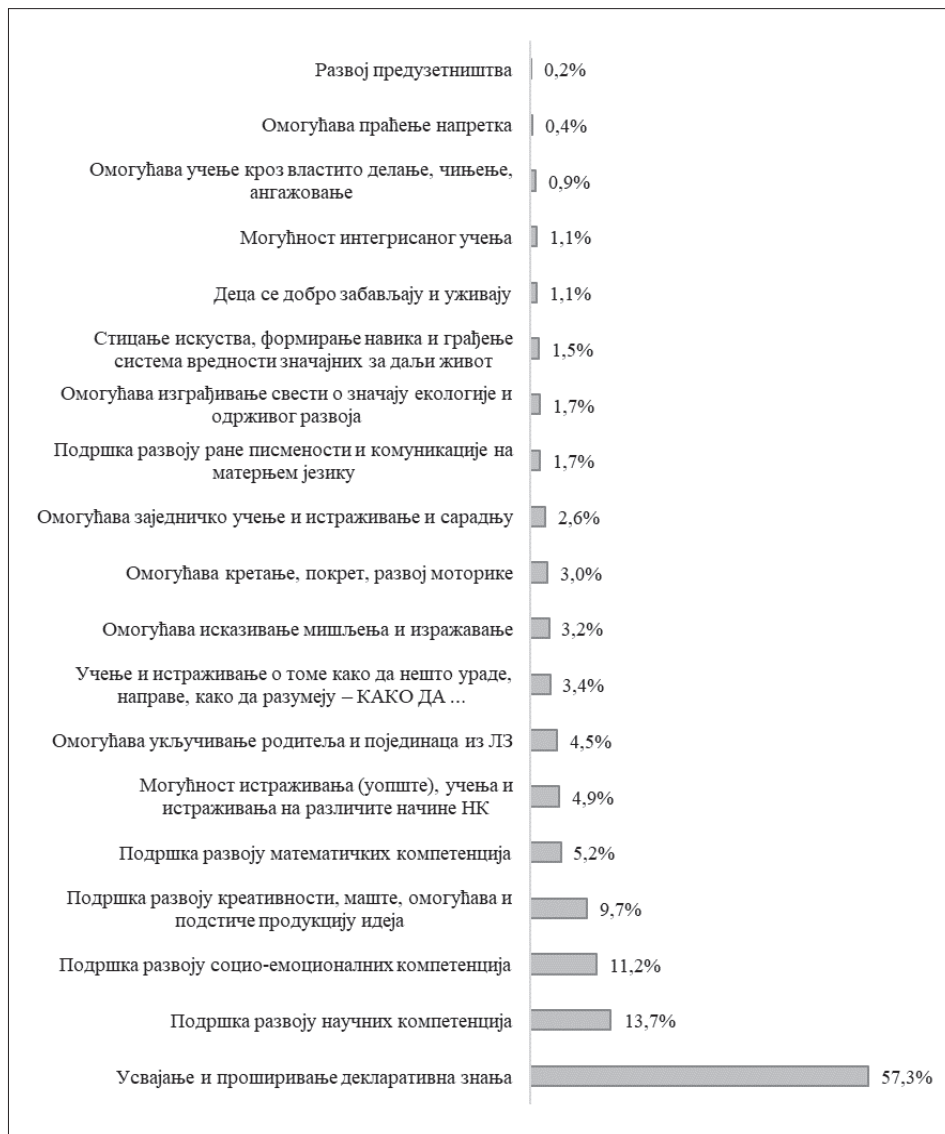 Развој предузетништва 0,2%
Омогућава праћење напретка 0,4%
Омогућава учење кроз властито делање, чињење,
ангажовање 0,9%
Могућност интегрисаног учења 1,1%
Деца се добро забављају и уживају 1,1%
Стицање искуства, формирање навика и грађење
система вредности значајних за даљи живот 1,5%
Омогућава изграђивање свести о значају екологије и
одрживог развоја 1,7%
Подршка развоју ране писмености и комуникације на
матерњем језику 1,7%
Омогућава заједничко учење и истраживање и сарадњу 2,6%
Омогућава кретање, покрет, развој моторике 3,0%
Омогућава исказивање мишљења и изражавање 3,2%
Учење и истраживање о томе како да нешто ураде,
направе, како да разумеју – КАКО ДА ... 3,4%
Омогућава укључивање родитеља и појединаца из ЛЗ 4,5%
Могућност истраживања (уопште), учења и
истраживања на различите начине НК 4,9%
Подршка развоју математичких компетенција 5,2%
Подршка развоју креативности, маште, омогућава и
подстиче продукцију идеја 9,7%
Подршка развоју социо-емоционалних компетенција 11,2%
Подршка развоју научних компетенција 13,7%
Усвајање и проширивање декларативна знања 57,3%